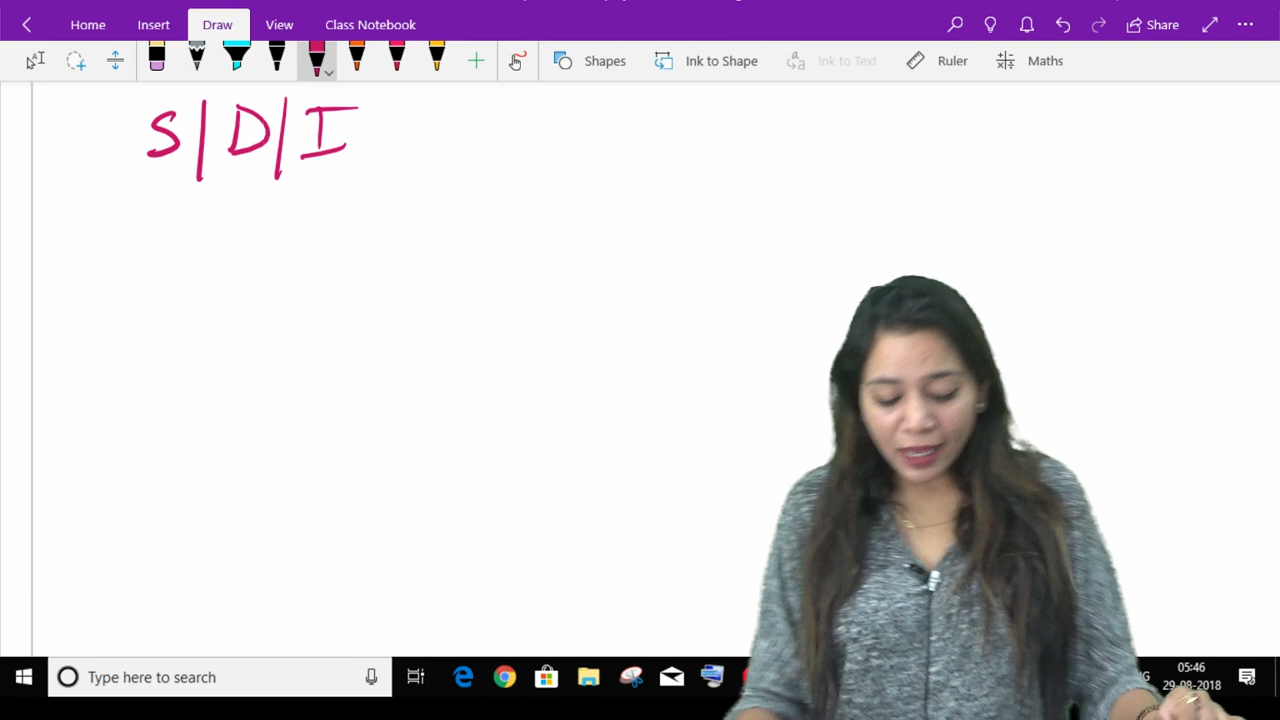 Home Insert Draw View Class Notebook Share
Shapes Ink to Shape Ink to Text Ruler Maths
S|D|I
Type here to search
05:46
29-08-2018